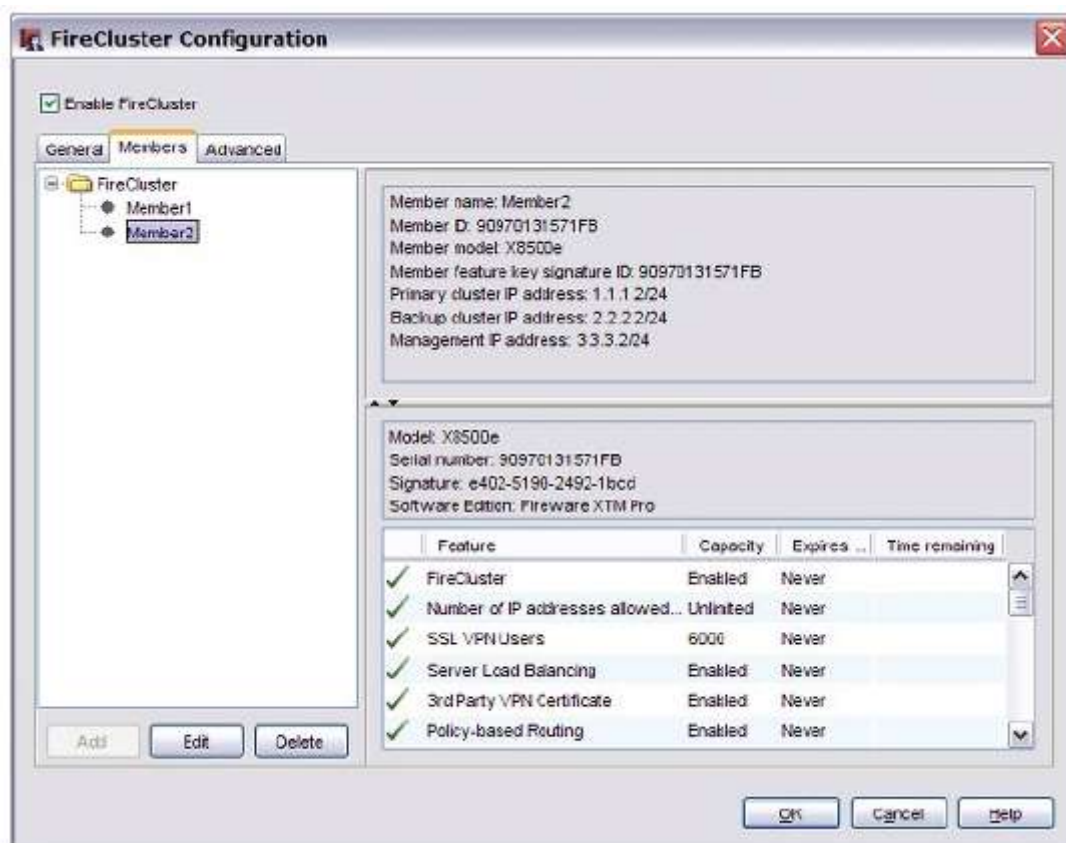 FireCluster Configuration
Enable FireCluster
General Members Advanced
FireCluster
Member1
Member2
Member name: Member2
Member ID: 90970131571FB
Member model: X8500e
Member feature key signature ID: 90970131571FB
Primary cluster IP address: 1.1.1.2/24
Backup cluster IP address: 2.2.2.2/24
Management IP address: 3.3.3.2/24
Model: X8500e
Serial number: 90970131571FB
Signature: e402-5190-2492-1bcd
Software Edition: Fireware XTM Pro
Feature Capacity Expires ... Time remaining
FireCluster Enabled Never
Number of IP addresses allowed... Unlimited Never
SSL VPN Users 6000 Never
Server Load Balancing Enabled Never
3rd Party VPN Certificate Enabled Never
Policy-based Routing Enabled Never
Add Edit Delete
OK Cancel Help